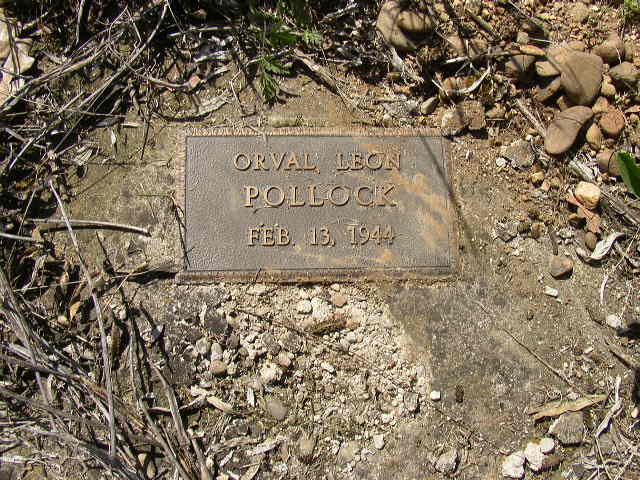 ORVAL LEON
POLLOCK
FEB. 13, 1944